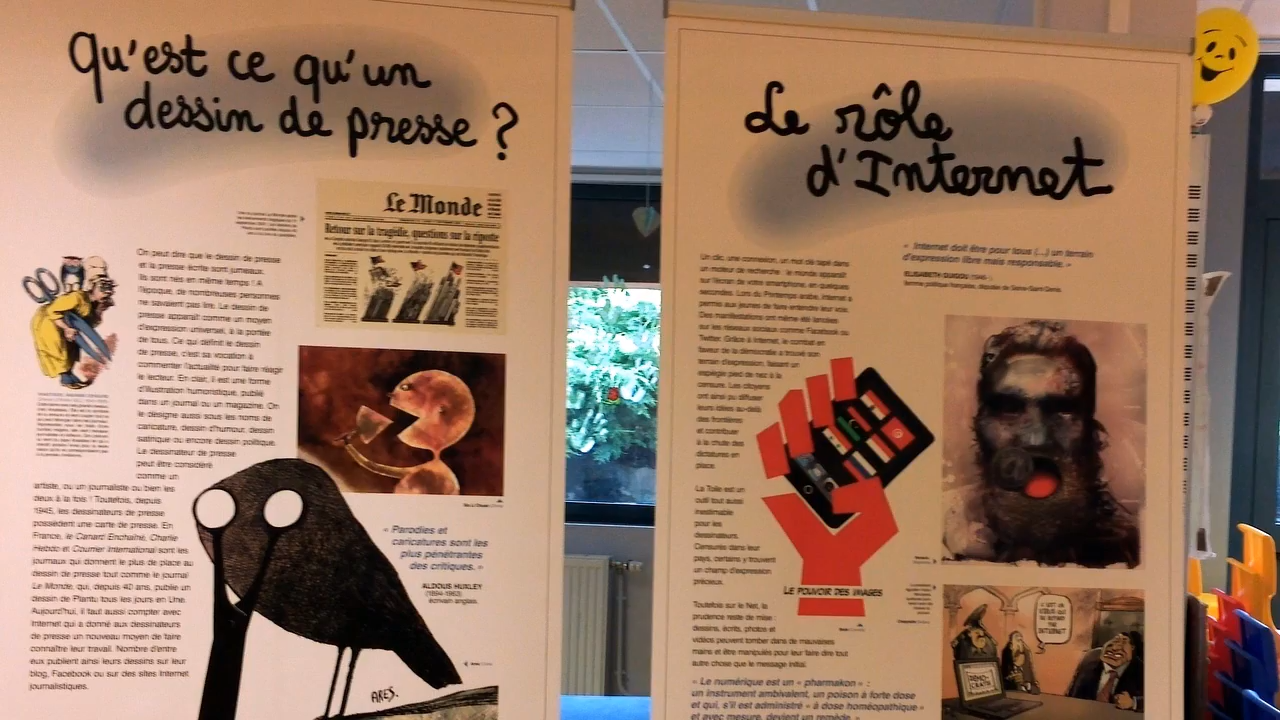 Qu'est ce qu'un
dessin de presse ?
Le Monde
Retour sur la tragédie, questions sur la riposte
On peut dire que le dessin de presse
et la presse écrite sont jumeaux.
Ils sont nés en même temps ! A
l'époque, de nombreuses personnes
ne savaient pas lire. Le dessin de
presse apparaît comme un moyen
d'expression universel, à la portée
de tous. Ce qui définit le dessin
de presse, c'est sa vocation à
commenter l'actualité pour faire réagir
le lecteur. En clair, il est une forme
d'illustration humoristique, publié
dans un journal ou un magazine. On
le désigne aussi sous les noms de
caricature, dessin d'humour, dessin
satirique ou encore dessin politique.
Le dessinateur de presse
peut être considéré
comme un
artiste, ou un journaliste ou bien les
deux à la fois ! Toutefois, depuis
1945, les dessinateurs de presse
possèdent une carte de presse. En
France, le Canard Enchaîné, Charlie
Hebdo et Courrier International sont les
journaux qui donnent le plus de place au
dessin de presse tout comme le journal
Le Monde, qui, depuis 40 ans, publie un
dessin de Plantu tous les jours en Une.
Aujourd'hui, il faut aussi compter avec
Internet qui a donné aux dessinateurs
de presse un nouveau moyen de faire
connaître leur travail. Nombre d'entre
eux publient ainsi leurs dessins sur leur
blog, Facebook ou sur des sites Internet
journalistiques.
« Parodies et
caricatures sont les
plus pénétrantes
des critiques. »
ALDOUS HUXLEY
(1894-1963)
écrivain anglais.
ARES.
Le rôle
d'Internet
« Internet doit être pour tous (...) un terrain
d'expression libre mais responsable. »
ELISABETH GUIGOU (1946- )
femme politique française, députée de Seine-Saint-Denis.
Un clic, une connexion, un mot clé tapé dans
un moteur de recherche : le monde apparaît
sur l'écran de votre smartphone, en quelques
secondes. Lors du Printemps arabe, Internet a
permis aux jeunes de faire entendre leur voix.
Des manifestations ont même été lancées
sur les réseaux sociaux comme Facebook ou
Twitter. Grâce à Internet, le combat en
faveur de la démocratie a trouvé son
terrain d'expression, faisant un
espiègle pied de nez à la
censure. Les citoyens
ont ainsi pu diffuser
leurs idées au-delà
des frontières
et contribuer
à la chute des
dictatures en
place.
La Toile est un
outil tout aussi
inestimable
pour les
dessinateurs.
Censurés dans leur
pays, certains y trouvent
un champ d'expression
précieux.
LE POUVOIR DES IMAGES
Toutefois sur le Net, la
prudence reste de mise :
dessins, écrits, photos et
vidéos peuvent tomber dans de mauvaises
mains et être manipulés pour leur faire dire tout
autre chose que le message initial.
« Le numérique est un « pharmakon » :
un instrument ambivalent, un poison à forte dose
et qui, s'il est administré « à dose homéopathique »
et avec mesure, devient un remède. »
DÉMO-
CRATIE